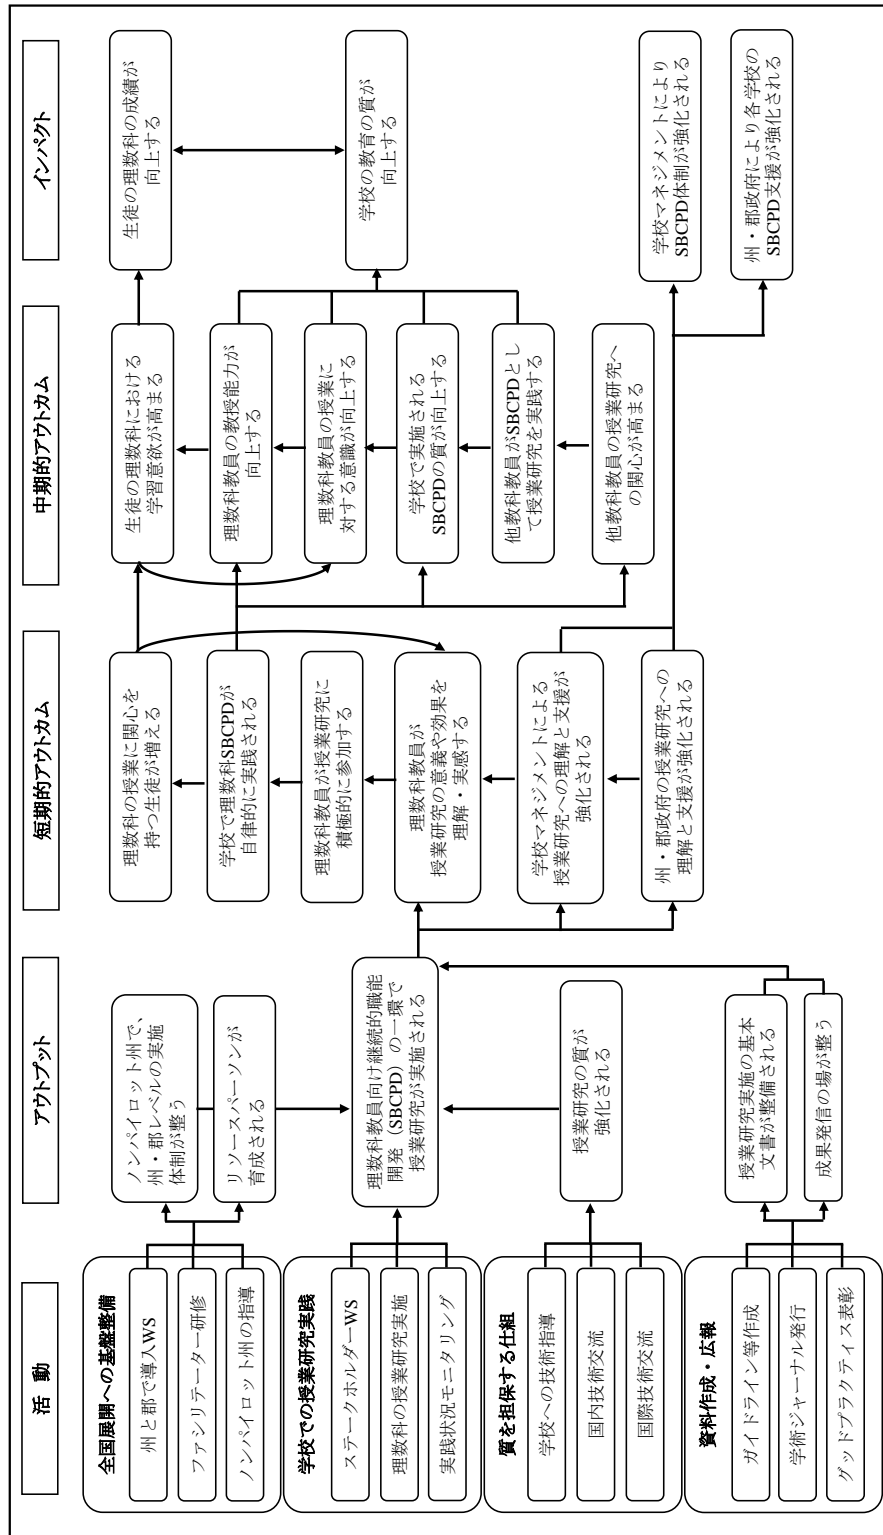 活 動
アウトプット
短期的アウトカム
中期的アウトカム
インパクト
全国展開への基盤整備
州と郡で導入WS
ファシリテーター研修
ノンパイロット州の指導
学校での授業研究実践
ステークホルダーWS
理数科の授業研究実施
実践状況モニタリング
質を担保する仕組
学校への技術指導
国内技術交流
国際技術交流
資料作成・広報
ガイドライン等作成
学術ジャーナル発行
グッドプラクティス表彰
ノンパイロット州で、
州・郡レベルの実施
体制が整う
リソースパーソンが
育成される
理数科教員向け継続的職能
開発（SBCPD）の一環で
授業研究が実施される
授業研究の質が
強化される
授業研究実施の基本
文書が整備される
成果発信の場が整う
理数科の授業に関心を
持つ生徒が増える
学校で理数科SBCPDが
自律的に実践される
理数科教員が授業研究に
積極的に参加する
理数科教員が
授業研究の意義や効果を
理解・実感する
学校マネジメントによる
授業研究への理解と支援が
強化される
州・郡政府の授業研究への
理解と支援が強化される
生徒の理数科における
学習意欲が高まる
理数科教員の教授能力が
向上する
理数科教員の授業に
対する意識が向上する
学校で実施される
SBCPDの質が向上する
他教科教員がSBCPDとし
て授業研究を実践する
他教科教員の授業研究へ
の関心が高まる
生徒の理数科の成績が
向上する
学校の教育の質が
向上する
学校マネジメントにより
SBCPD体制が強化される
州・郡政府により各学校の
SBCPD支援が強化される